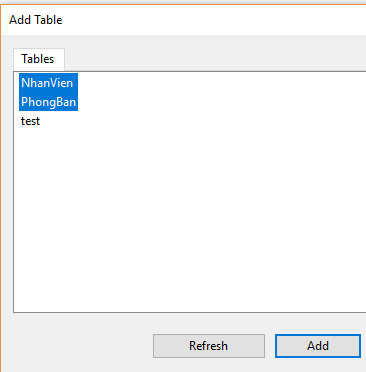 Add Table
Tables
NhanVien
PhongBan
test
Refresh
Add